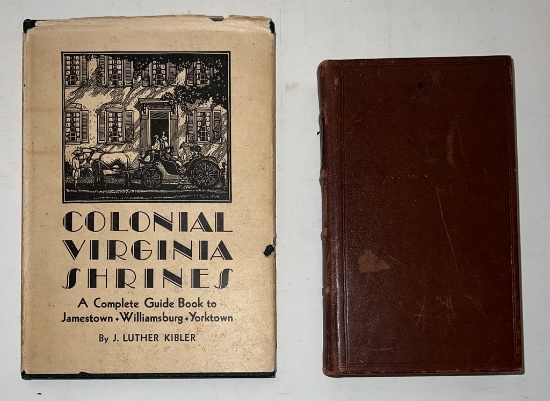 COLONIAL
VIRGINIA
SHRINES
A Complete Guide Book to
Jamestown • Williamsburg • Yorktown
By J. LUTHER KIBLER